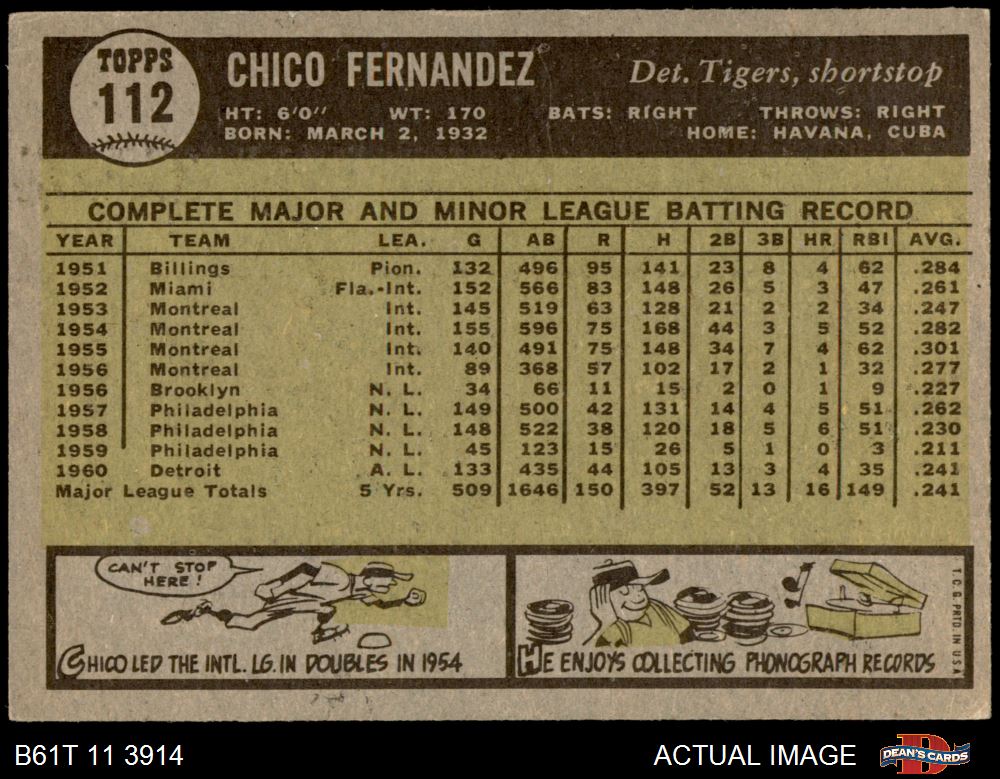 TOPPS
112
CHICO FERNANDEZ
Det. Tigers, shortstop
HT: 6'0" WT: 170 BATS: RIGHT THROWS: RIGHT
BORN: MARCH 2, 1932 HOME: HAVANA, CUBA
COMPLETE MAJOR AND MINOR LEAGUE BATTING RECORD
YEAR TEAM LEA. G AB R H 2B 3B HR RBI AVG.
1951 Billings Pion. 132 496 95 141 23 8 4 62 .284
1952 Miami Fla.-Int. 152 566 83 148 26 5 3 47 .261
1953 Montreal Int. 145 519 63 128 21 2 2 34 .247
1954 Montreal Int. 155 596 75 168 44 3 5 52 .282
1955 Montreal Int. 140 491 75 148 34 7 4 62 .301
1956 Montreal Int. 89 368 57 102 17 2 1 32 .277
1956 Brooklyn N. L. 34 66 11 15 2 0 1 9 .227
1957 Philadelphia N. L. 149 500 42 131 14 4 5 51 .262
1958 Philadelphia N. L. 148 522 38 120 18 5 6 51 .230
1959 Philadelphia N. L. 45 123 15 26 5 1 0 3 .211
1960 Detroit A. L. 133 435 44 105 13 3 4 35 .241
Major League Totals 5 Yrs. 509 1646 150 397 52 13 16 149 .241
CAN'T STOP
HERE!
CHICO LED THE INTL. LG. IN DOUBLES IN 1954
HE ENJOYS COLLECTING PHONOGRAPH RECORDS
T.C.G. PRTD. IN U.S.A.
B61T 11 3914
ACTUAL IMAGE
DEAN'S CARDS